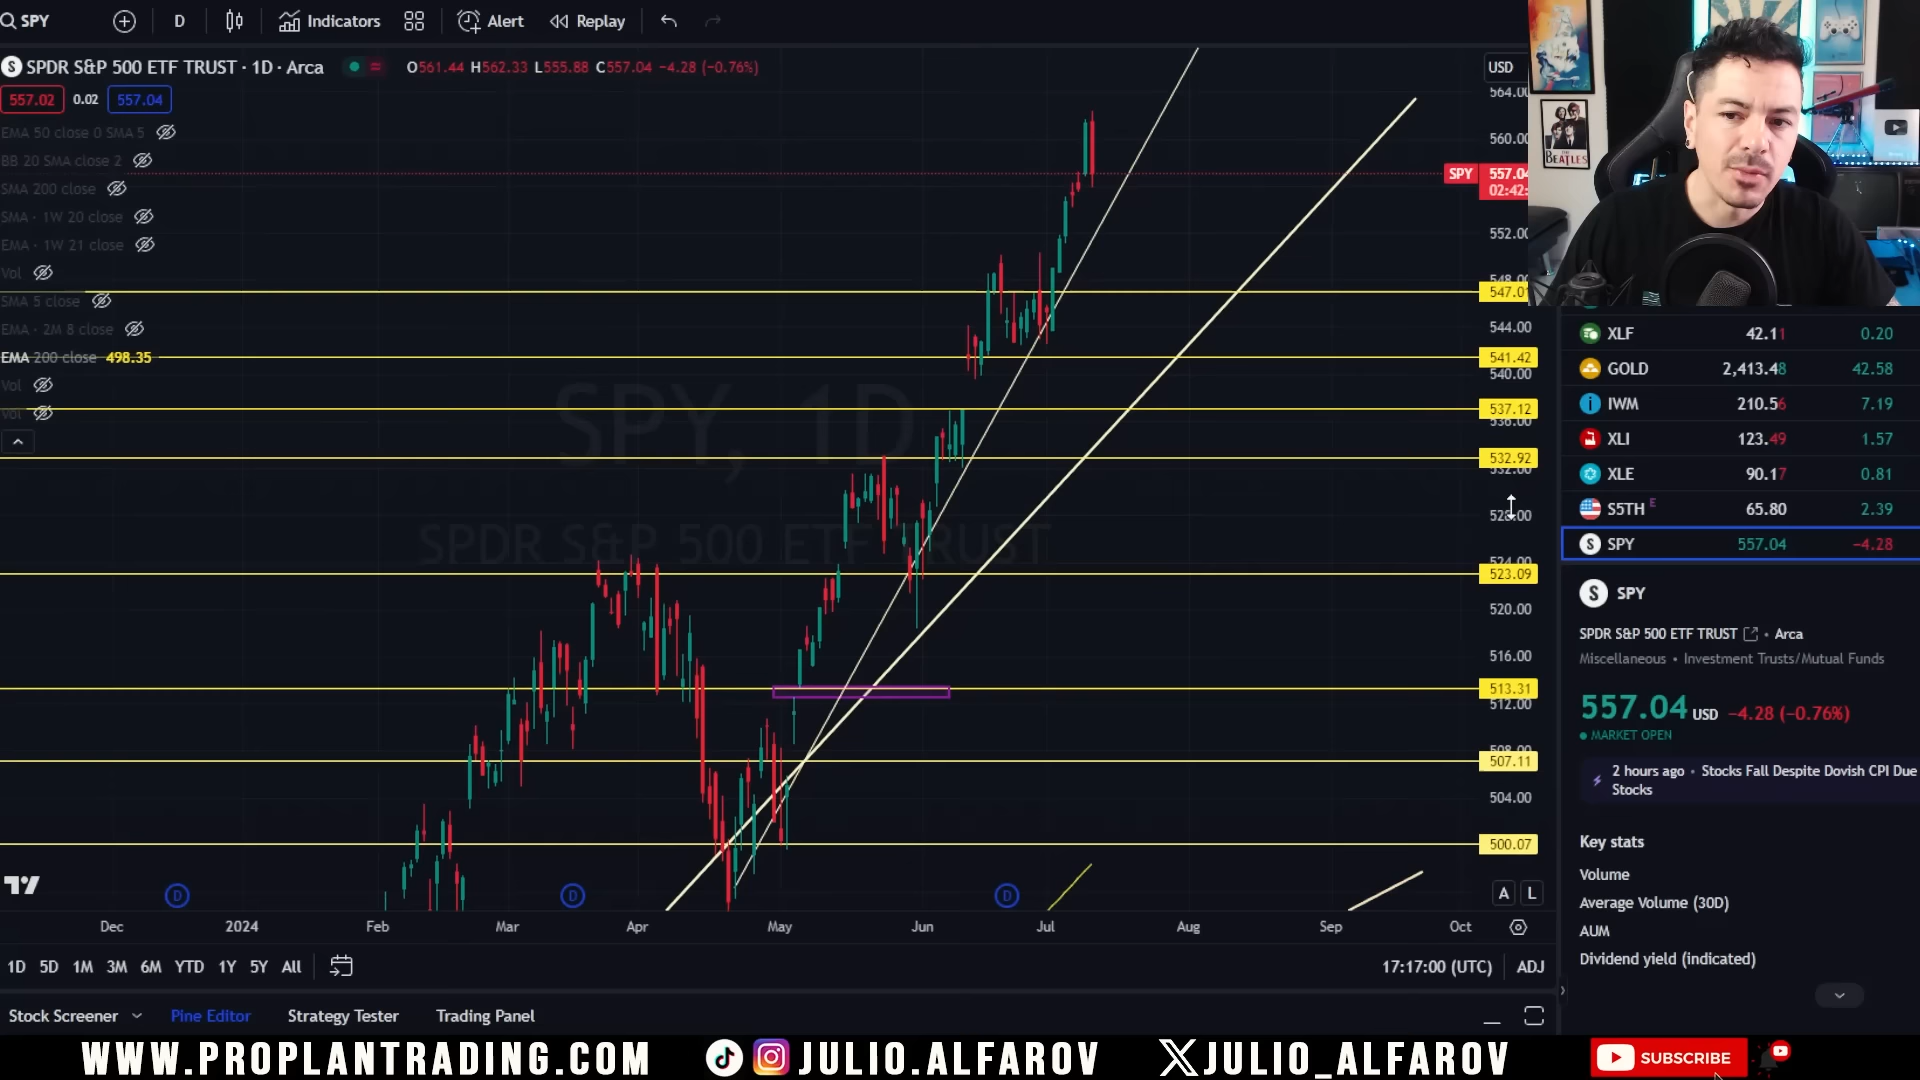 SPY
D
Indicators
Alert
Replay
SPDR S&P 500 ETF TRUST · 1D · Arca
O561.44 H562.33 L555.88 C557.04 −4.28 (−0.76%)
557.02 0.02 557.04
EMA 50 close 0 SMA 5
BB 20 SMA close 2
SMA 200 close
SMA · 1W 20 close
EMA · 1W 21 close
Vol
SMA 5 close
EMA · 2M 8 close
EMA 200 close 498.35
Vol
Vol
SPY, 1D
SPDR S&P 500 ETF TRUST
USD
564.00
560.00
SPY 557.04
02:42:
552.00
548.00
547.01
544.00
541.42
540.00
537.12
536.00
532.92
532.00
528.00
524.00
523.09
520.00
516.00
513.31
512.00
508.00
507.11
504.00
500.07
A L
D D D
Dec 2024 Feb Mar Apr May Jun Jul Aug Sep Oct
1D 5D 1M 3M 6M YTD 1Y 5Y All
17:17:00 (UTC) ADJ
Stock Screener Pine Editor Strategy Tester Trading Panel
THE BEATLES
XLF 42.11 0.20
GOLD 2,413.48 42.58
IWM 210.56 7.19
XLI 123.49 1.57
XLE 90.17 0.81
S5TH E 65.80 2.39
SPY 557.04 −4.28
SPY
SPDR S&P 500 ETF TRUST · Arca
Miscellaneous · Investment Trusts/Mutual Funds
557.04 USD −4.28 (−0.76%)
MARKET OPEN
2 hours ago · Stocks Fall Despite Dovish CPI Due
Stocks
Key stats
Volume
Average Volume (30D)
AUM
Dividend yield (indicated)
WWW.PROPLANTRADING.COM JULIO.ALFAROV JULIO_ALFAROV SUBSCRIBE